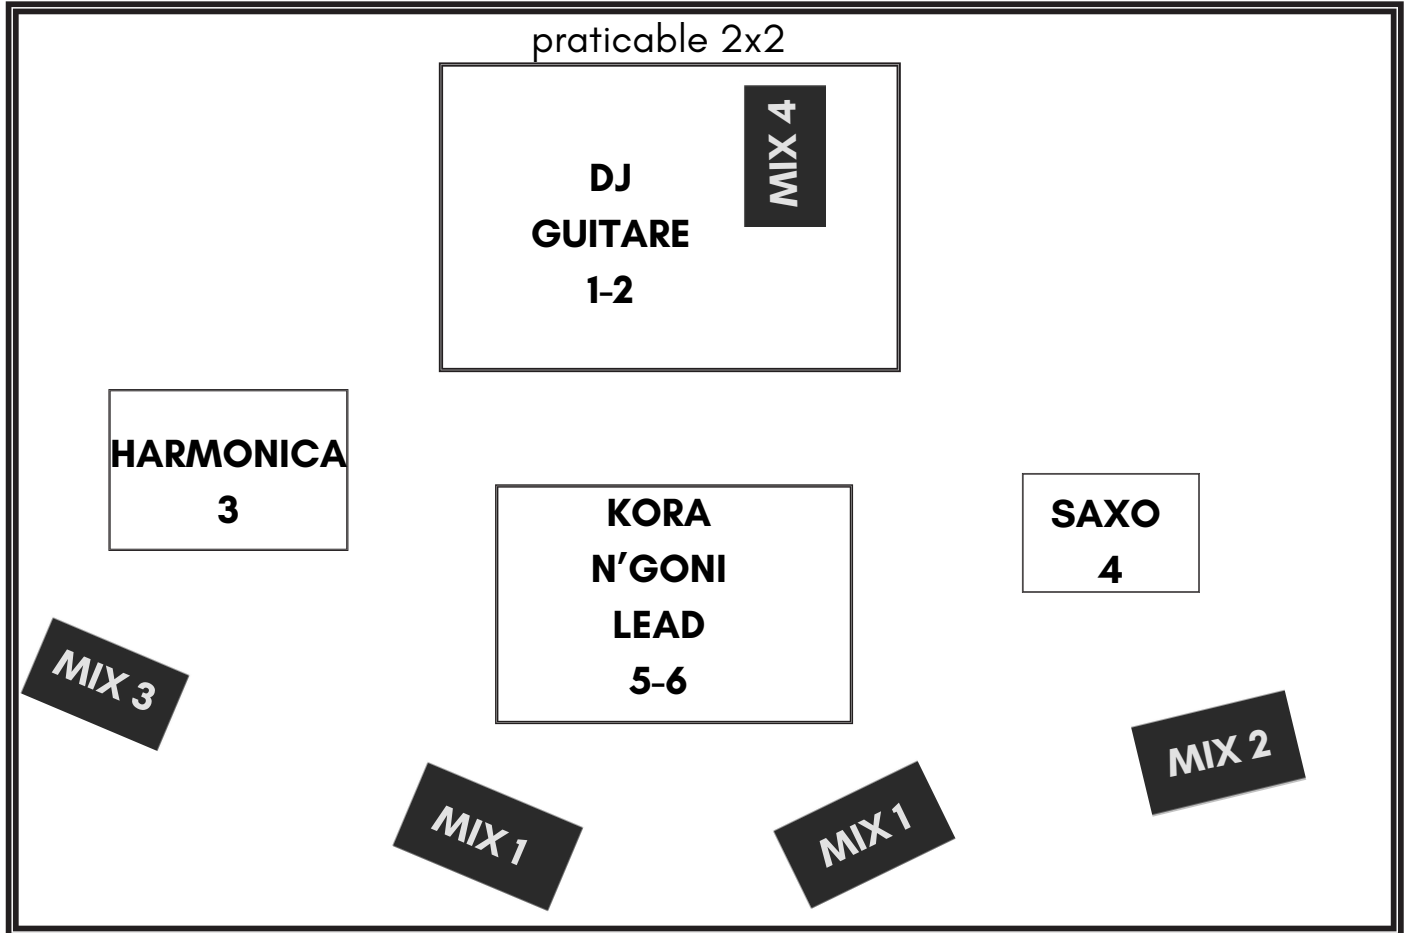 praticable 2x2
MIX 4
DJ
GUITARE
1-2
HARMONICA
3
KORA
N’GONI
LEAD
5-6
SAXO
4
MIX 3
MIX 1
MIX 1
MIX 2